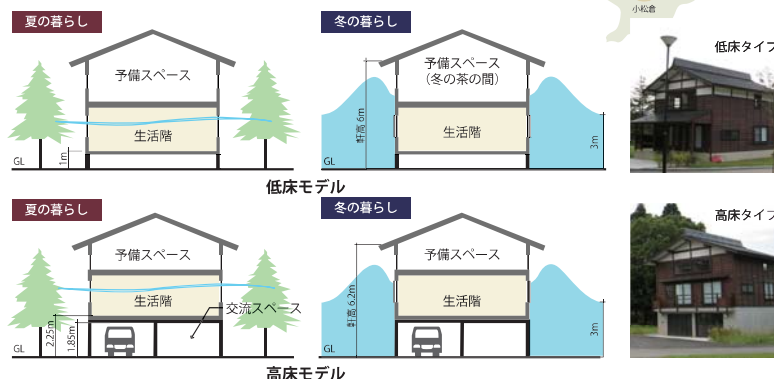 小松倉
夏の暮らし
予備スペース
生活階
GL
1m
冬の暮らし
予備スペース
（冬の茶の間）
生活階
軒高 6m
GL
3m
低床タイプ
低床モデル
夏の暮らし
予備スペース
生活階
交流スペース
2.25m
1.85m
GL
冬の暮らし
予備スペース
生活階
軒高 6.2m
GL
3m
高床タイプ
高床モデル